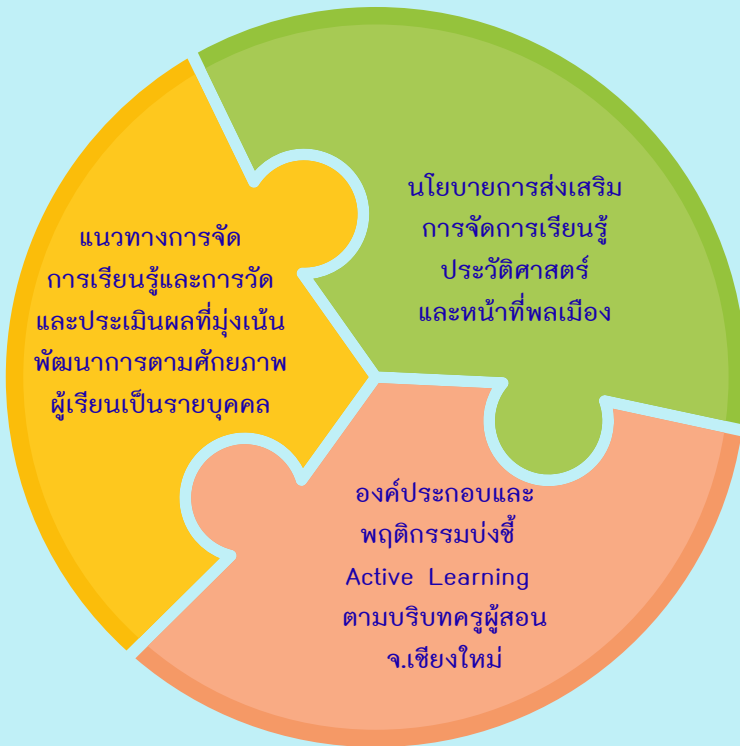 แนวทางการจัด
การเรียนรู้และการวัด
และประเมินผลที่มุ่งเน้น
พัฒนาการตามศักยภาพ
ผู้เรียนเป็นรายบุคคล
นโยบายการส่งเสริม
การจัดการเรียนรู้
ประวัติศาสตร์
และหน้าที่พลเมือง
องค์ประกอบและ
พฤติกรรมบ่งชี้
Active Learning
ตามบริบทครูผู้สอน
จ.เชียงใหม่